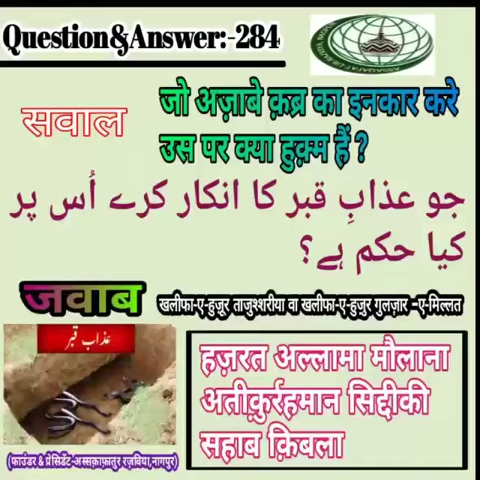 Question&Answer:-284
सवाल
जो अज़ाबे क़ब्र का इनकार करे
उस पर क्या हुक़्म हैं ?
جو عذابِ قبر کا انکار کرے اُس پر
کیا حکم ہے؟
जवाब
खलीफा-ए-हुज़ूर ताजुश्शरीया वा खलीफा-ए-हुज़ुर गुलज़ार -ए-मिल्लत
عذاب قبر
हज़रत अल्लामा मौलाना
अतीक़ुर्रहमान सिद्दीकी
सहाब क़िबला
(फाउंडर & प्रेसिडेंट -अस्सक़ाफ़ातुर रज़विया,नागपुर)